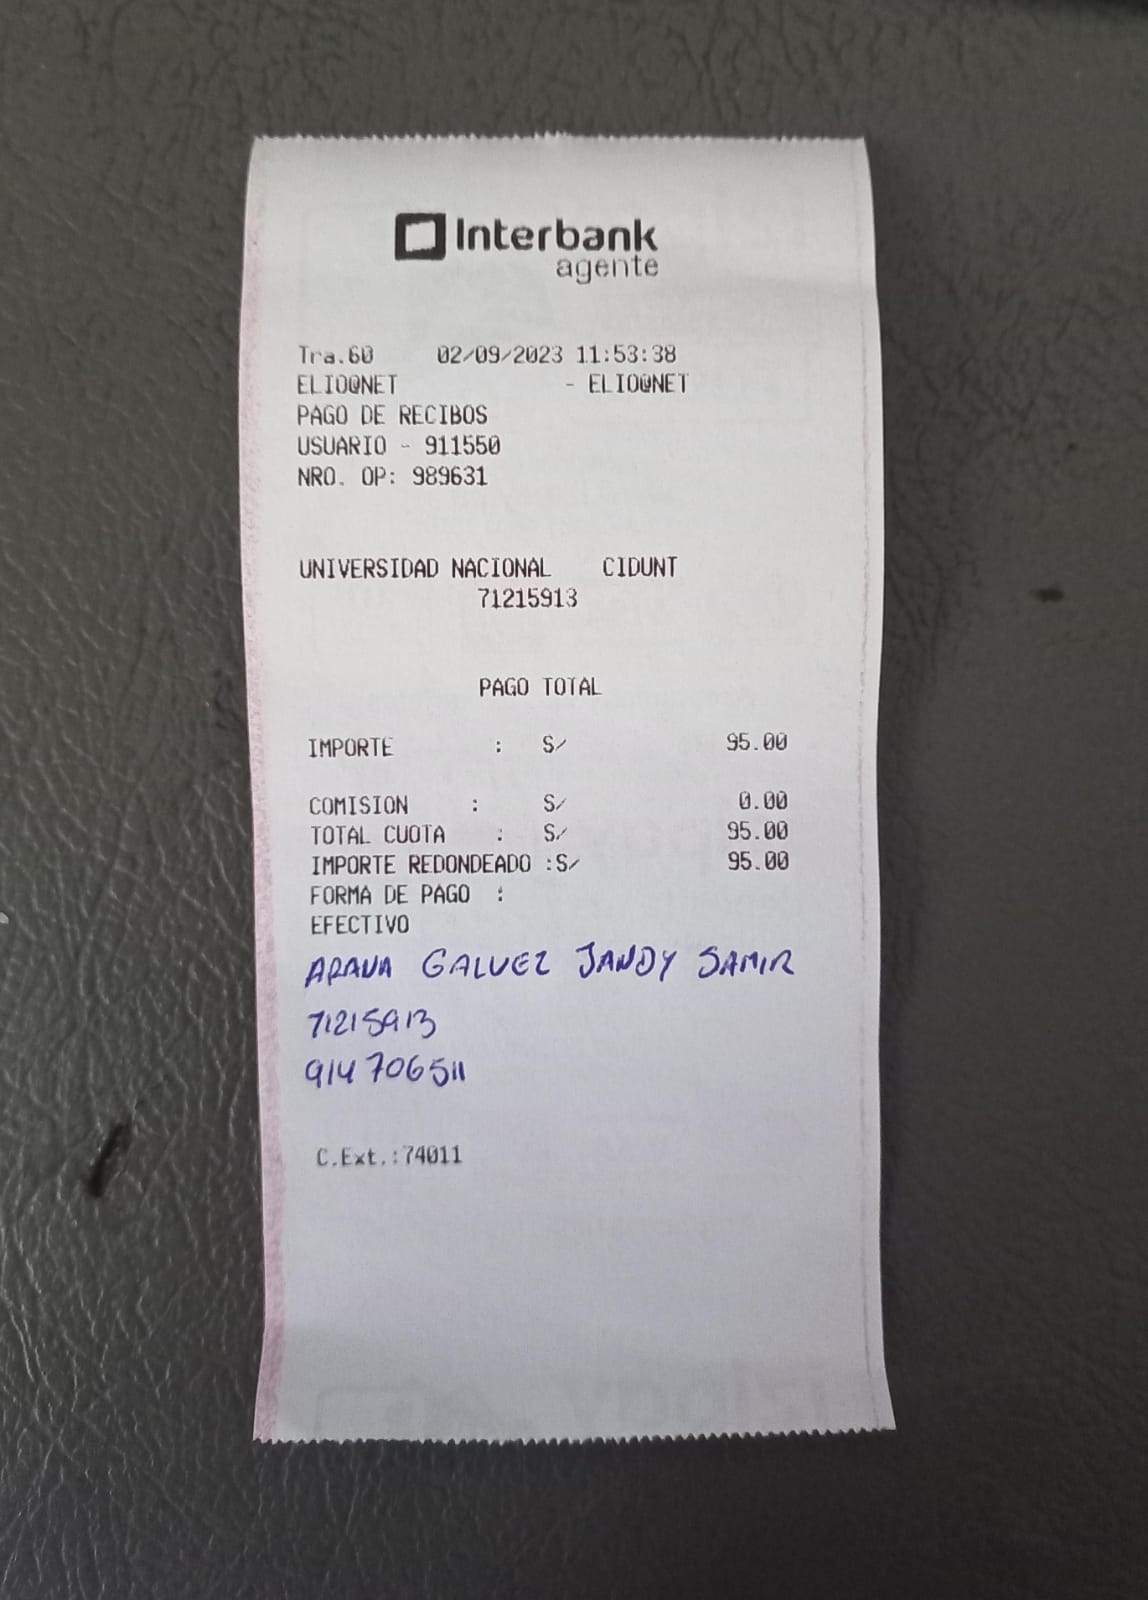 Interbank
agente
Tra.60 02/09/2023 11:53:38
ELIO@NET - ELIO@NET
PAGO DE RECIBOS
USUARIO - 911550
NRO. OP: 989631
UNIVERSIDAD NACIONAL CIDUNT
71215913
PAGO TOTAL
IMPORTE : S/ 95.00
COMISION : S/ 0.00
TOTAL CUOTA : S/ 95.00
IMPORTE REDONDEADO :S/ 95.00
FORMA DE PAGO :
EFECTIVO
GALVEZ JANDY SAMIR
71215913
914 706511
C.Ext.:74011